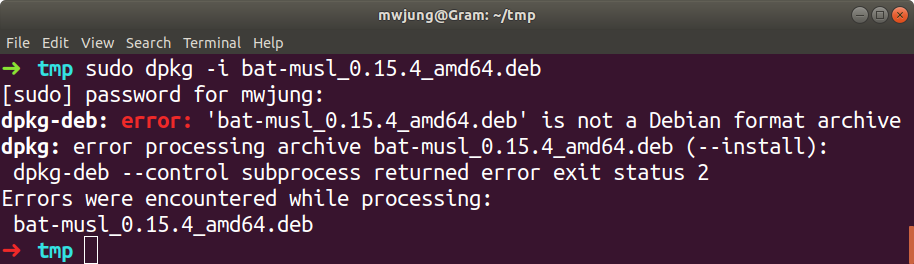 mwjung@Gram: ~/tmp
File Edit View Search Terminal Help
➜ tmp sudo dpkg -i bat-musl_0.15.4_amd64.deb
[sudo] password for mwjung:
dpkg-deb: error: 'bat-musl_0.15.4_amd64.deb' is not a Debian format archive
dpkg: error processing archive bat-musl_0.15.4_amd64.deb (--install):
 dpkg-deb --control subprocess returned error exit status 2
Errors were encountered while processing:
 bat-musl_0.15.4_amd64.deb
➜ tmp